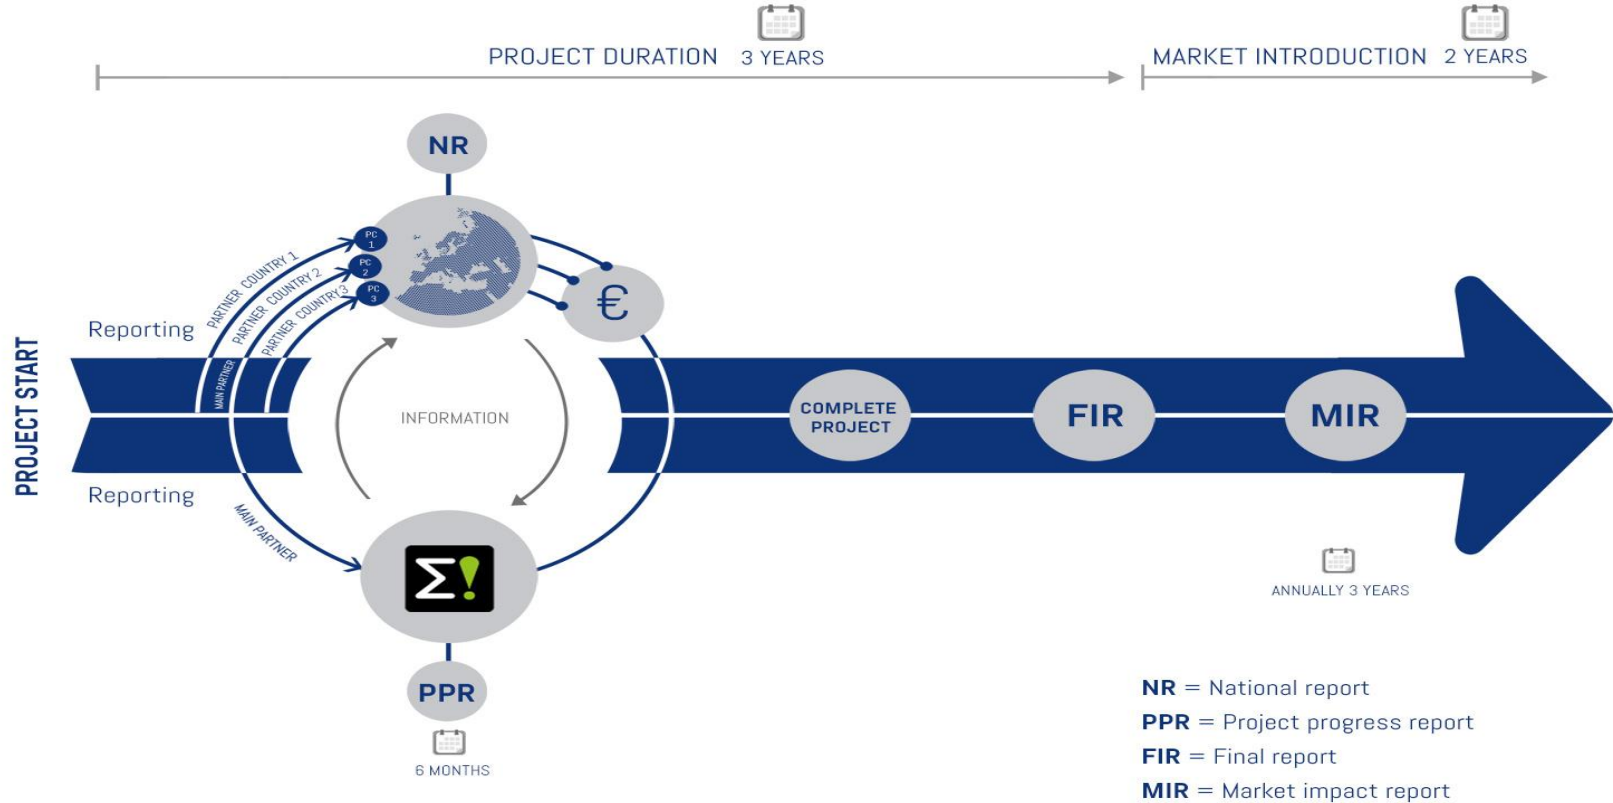 PROJECT DURATION 3 YEARS
MARKET INTRODUCTION 2 YEARS
NR
PC
1
PC
2
PC
3
PARTNER COUNTRY 1
PARTNER COUNTRY 2
PARTNER COUNTRY 3
€
Reporting
MAIN PARTNER
PROJECT START
INFORMATION
COMPLETE
PROJECT
FIR
MIR
Reporting
MAIN PARTNER
Σ!
PPR
6 MONTHS
ANNUALLY 3 YEARS
NR = National report
PPR = Project progress report
FIR = Final report
MIR = Market impact report